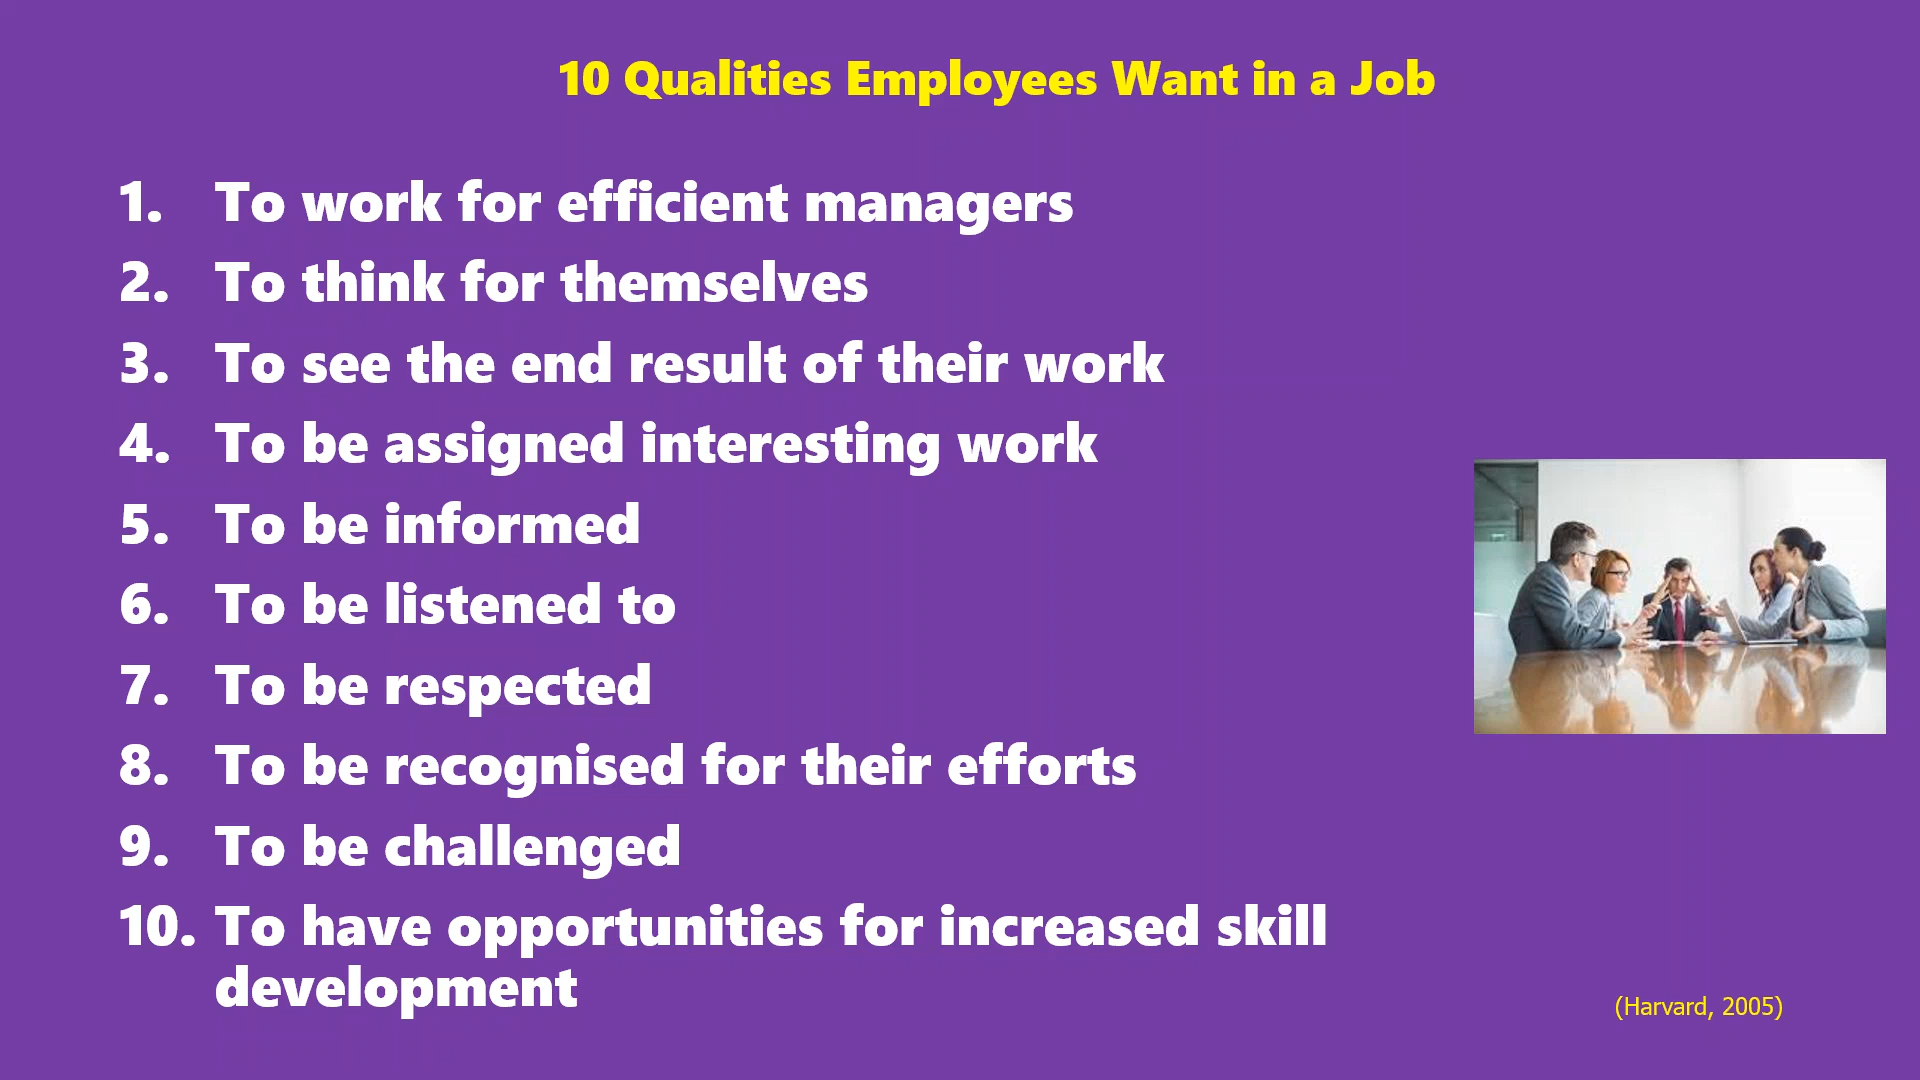 10 Qualities Employees Want in a Job
1. To work for efficient managers
2. To think for themselves
3. To see the end result of their work
4. To be assigned interesting work
5. To be informed
6. To be listened to
7. To be respected
8. To be recognised for their efforts
9. To be challenged
10. To have opportunities for increased skill
development
(Harvard, 2005)